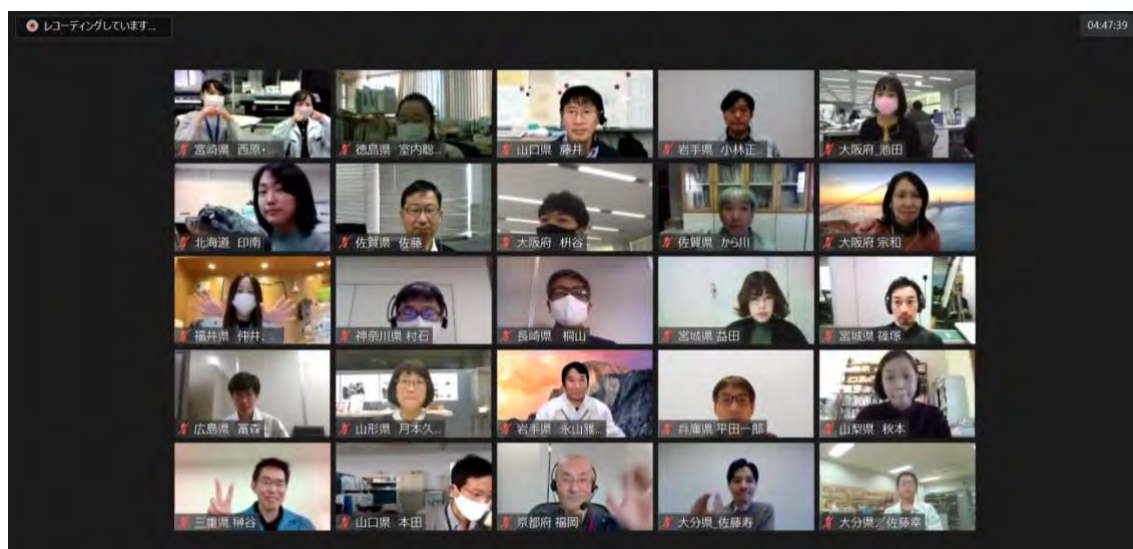 レコーディングしています...
04:47:39
宮崎県 西原・...
徳島県 室内聡...
山口県 藤井
岩手県 小林正...
大阪府_池田
北海道 印南
佐賀県 佐藤
大阪府 枡谷
佐賀県 から川
大阪府 宗和
福井県 仲井、...
神奈川県 村石
長崎県 桐山
宮城県 益田
宮城県 篠塚
広島県 富森
山形県 月本久...
岩手県 永山雅...
兵庫県 平田一郎
山梨県 秋本
三重県 榊谷
山口県 本田
京都府 福岡
大分県_佐藤寿
大分県／佐藤幸